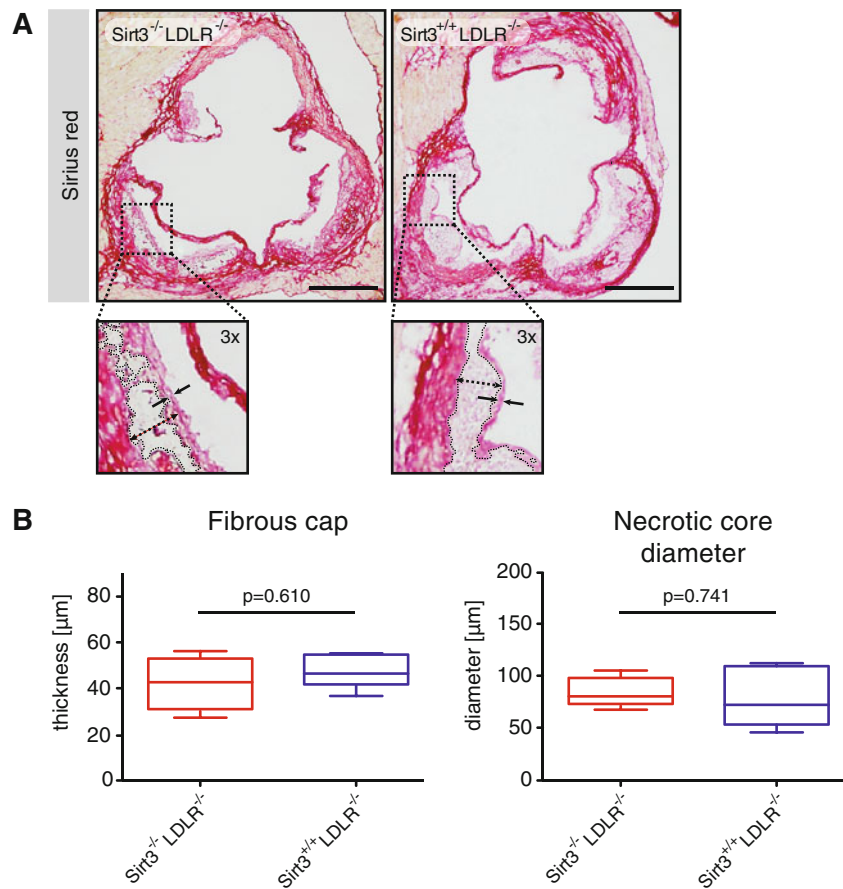 A
Sirius red
Sirt3-/- LDLR-/-
Sirt3+/+ LDLR-/-
3x
3x
B
Fibrous cap
thickness [µm]
80
60
40
20
0
p=0.610
Sirt3-/- LDLR-/-
Sirt3+/+ LDLR-/-
Necrotic core
diameter
diameter [µm]
200
150
100
50
0
p=0.741
Sirt3-/- LDLR-/-
Sirt3+/+ LDLR-/-